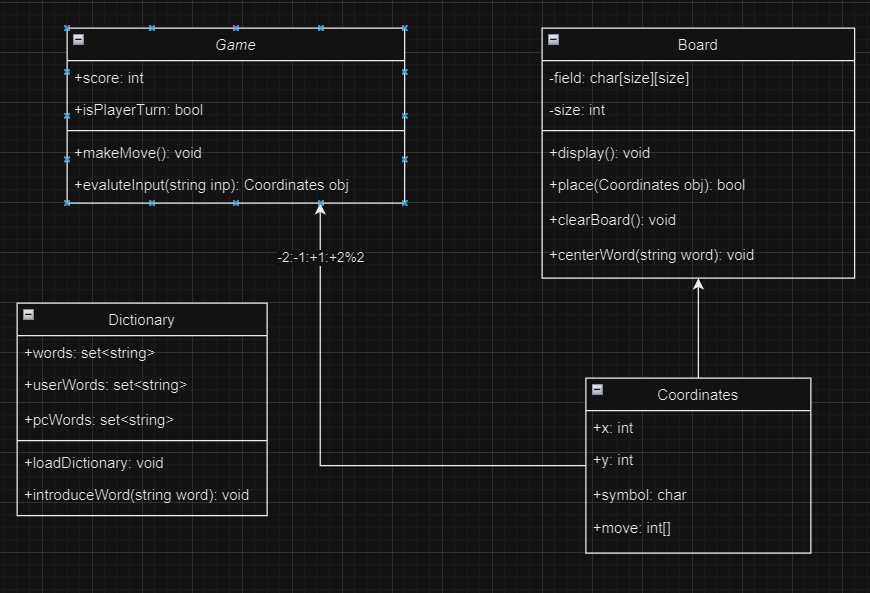 Game
+score: int
+isPlayerTurn: bool
+makeMove(): void
+evaluteInput(string inp): Coordinates obj
Board
-field: char[size][size]
-size: int
+display(): void
+place(Coordinates obj): bool
+clearBoard(): void
+centerWord(string word): void
-2:-1:+1:+2%2
Dictionary
+words: set<string>
+userWords: set<string>
+pcWords: set<string>
+loadDictionary: void
+introduceWord(string word): void
Coordinates
+x: int
+y: int
+symbol: char
+move: int[]